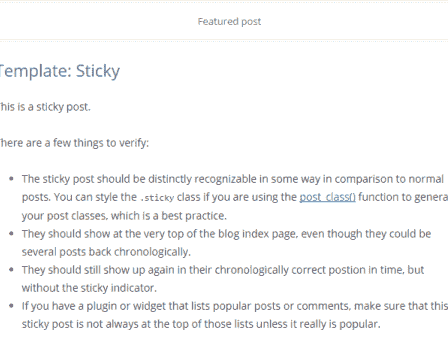 Featured post
Template: Sticky
This is a sticky post.
There are a few things to verify:
The sticky post should be distinctly recognizable in some way in comparison to normal
posts. You can style the .sticky class if you are using the post_class() function to genera
your post classes, which is a best practice.
They should show at the very top of the blog index page, even though they could be
several posts back chronologically.
They should still show up again in their chronologically correct postion in time, but
without the sticky indicator.
If you have a plugin or widget that lists popular posts or comments, make sure that this
sticky post is not always at the top of those lists unless it really is popular.